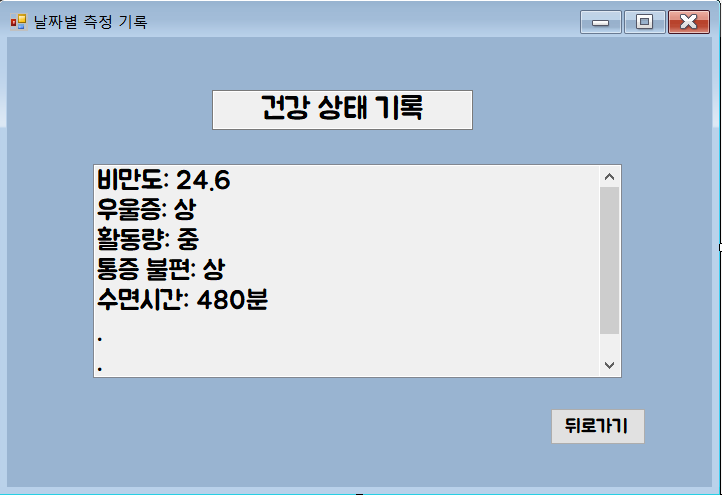 날짜별 측정 기록
건강 상태 기록
비만도: 24.6
우울증: 상
활동량: 중
통증 불편: 상
수면시간: 480분
.
.
뒤로가기